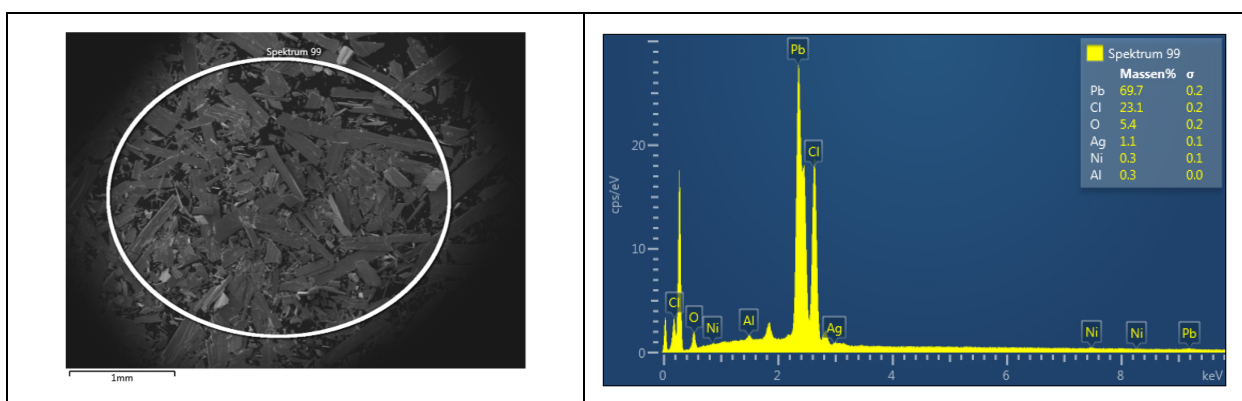 Spektrum 99
1mm
Spektrum 99
Massen% σ
Pb 69.7 0.2
Cl 23.1 0.2
O 5.4 0.2
Ag 1.1 0.1
Ni 0.3 0.1
Al 0.3 0.0
Pb
Cl
Cl
O
Ni
Al
Ag
Ni
Ni
Pb
cps/eV
20
10
0
0 2 4 6 8 keV